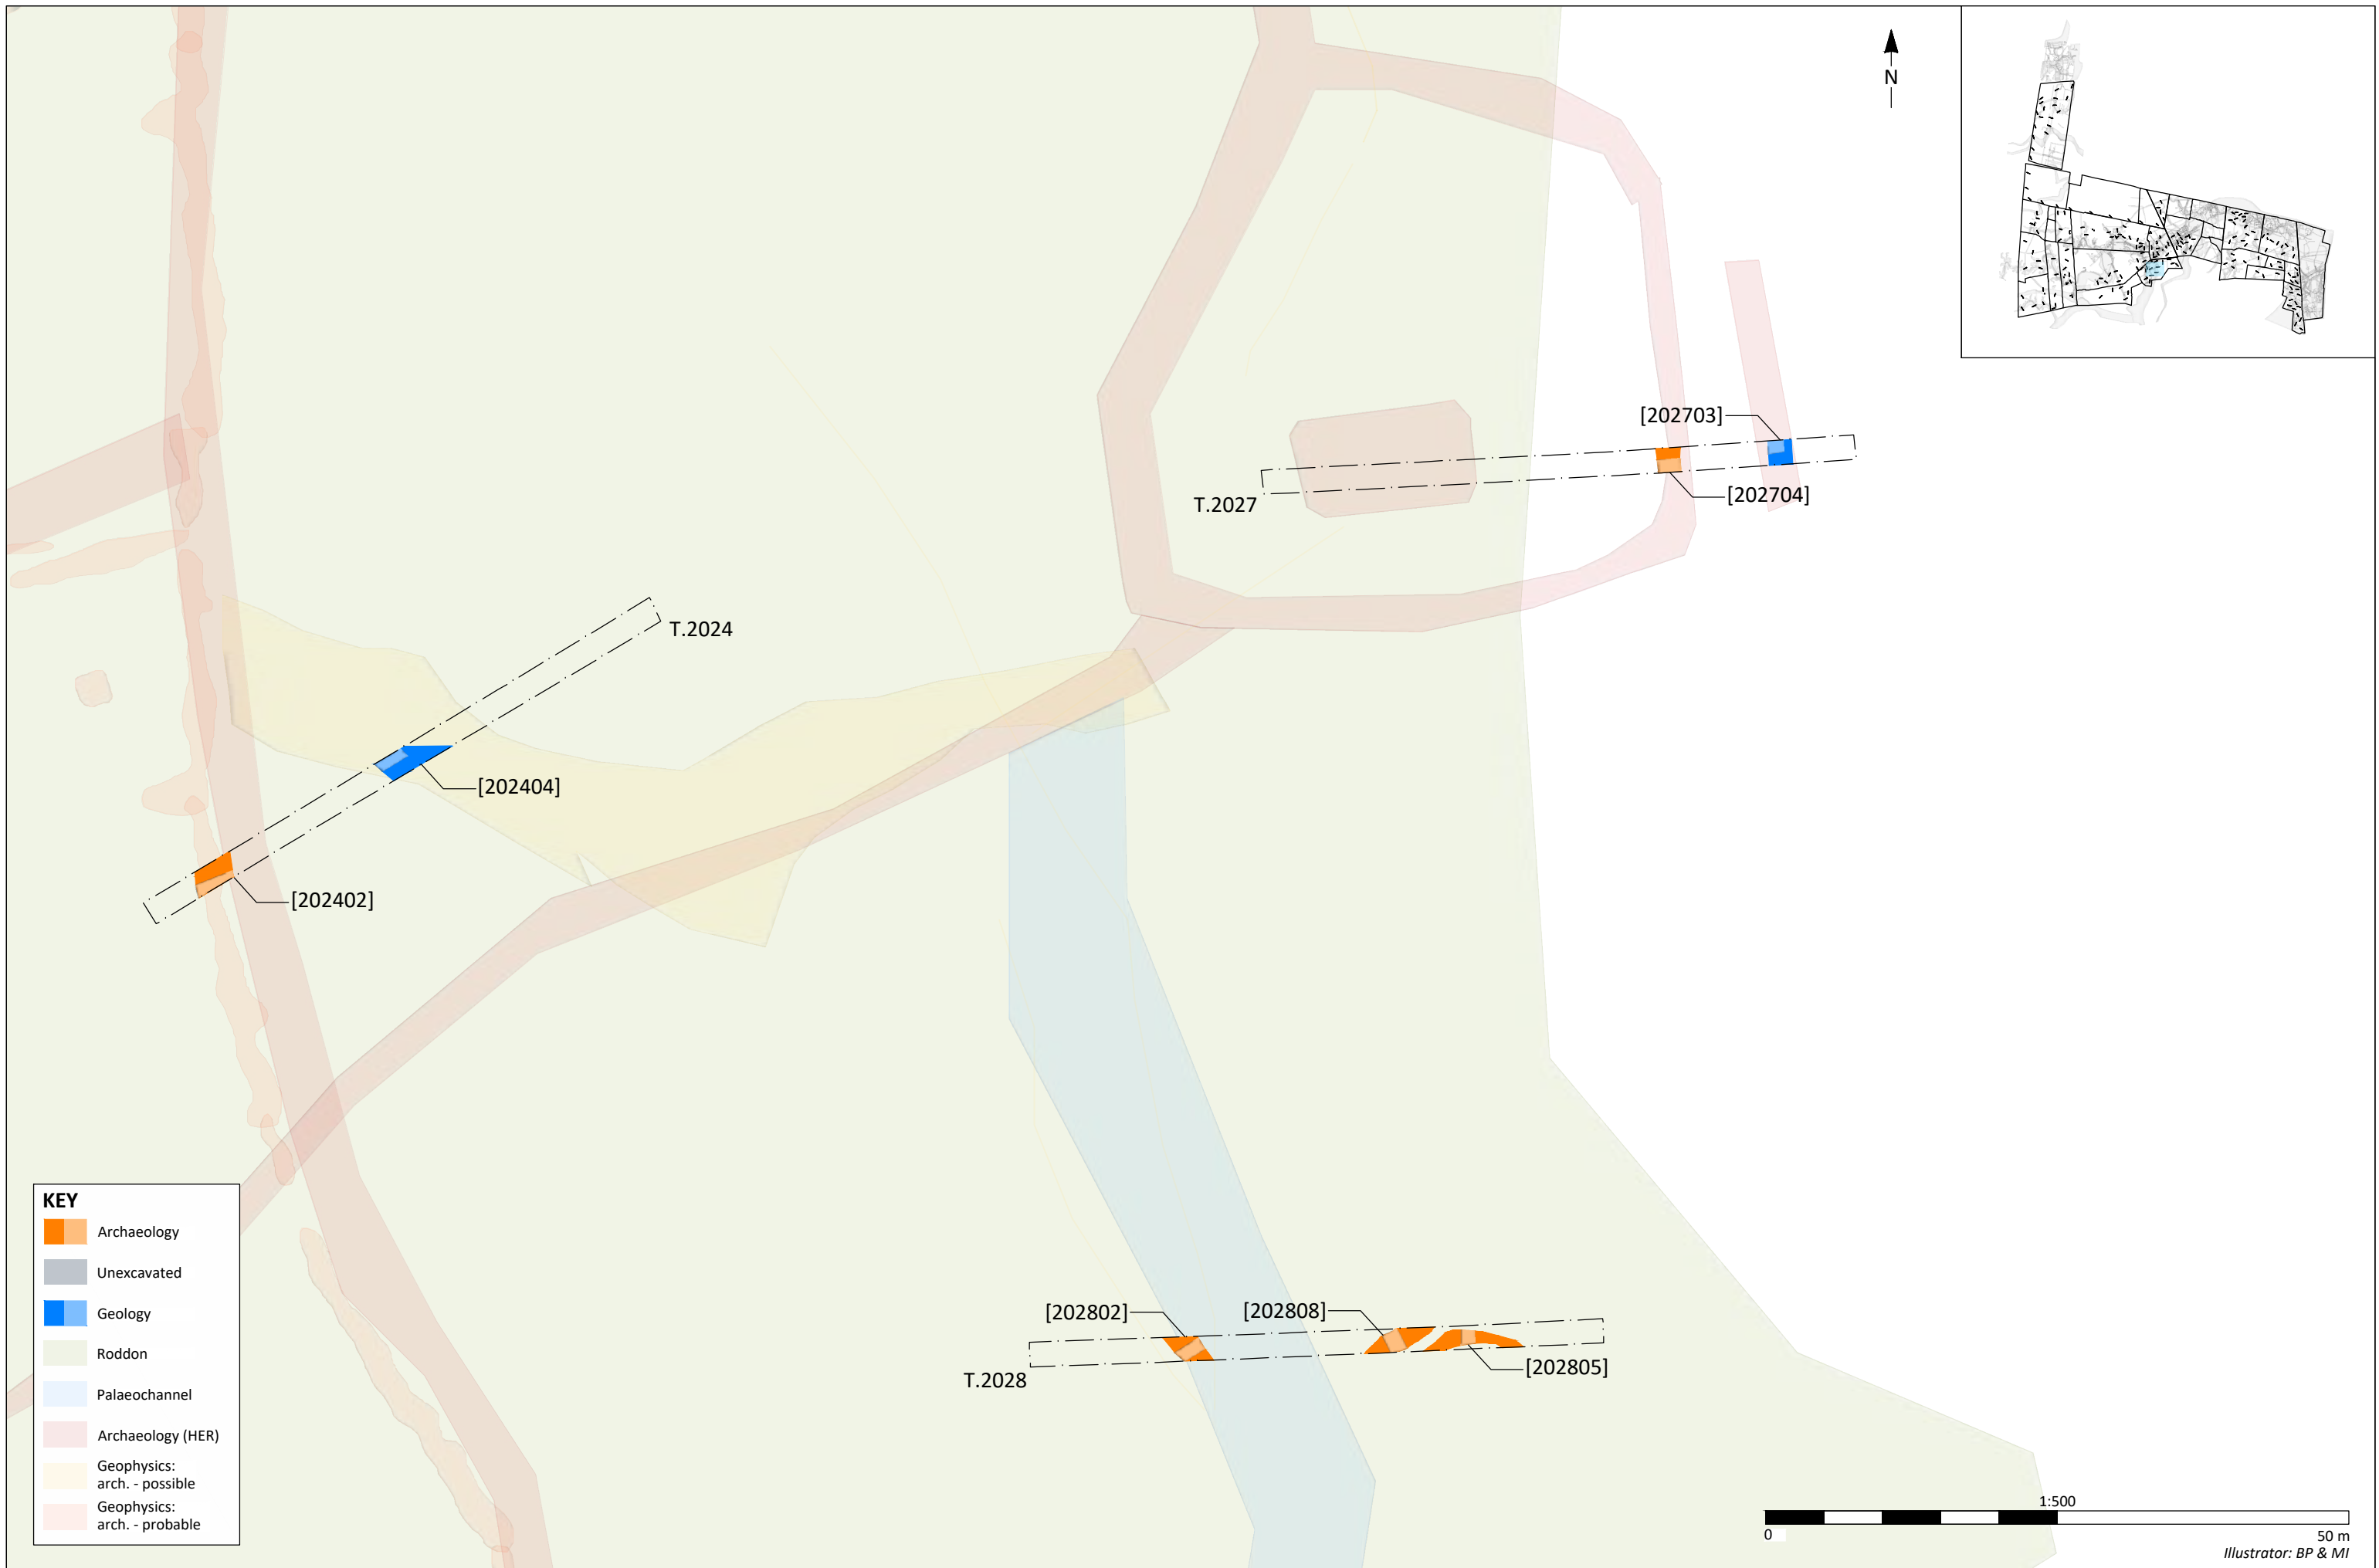 N
[202703]
[202704]
T.2027
T.2024
[202404]
[202402]
[202802]
[202808]
[202805]
T.2028
KEY
Archaeology
Unexcavated
Geology
Roddon
Palaeochannel
Archaeology (HER)
Geophysics:
arch. - possible
Geophysics:
arch. - probable
1:500
0
50 m
Illustrator: BP & MI